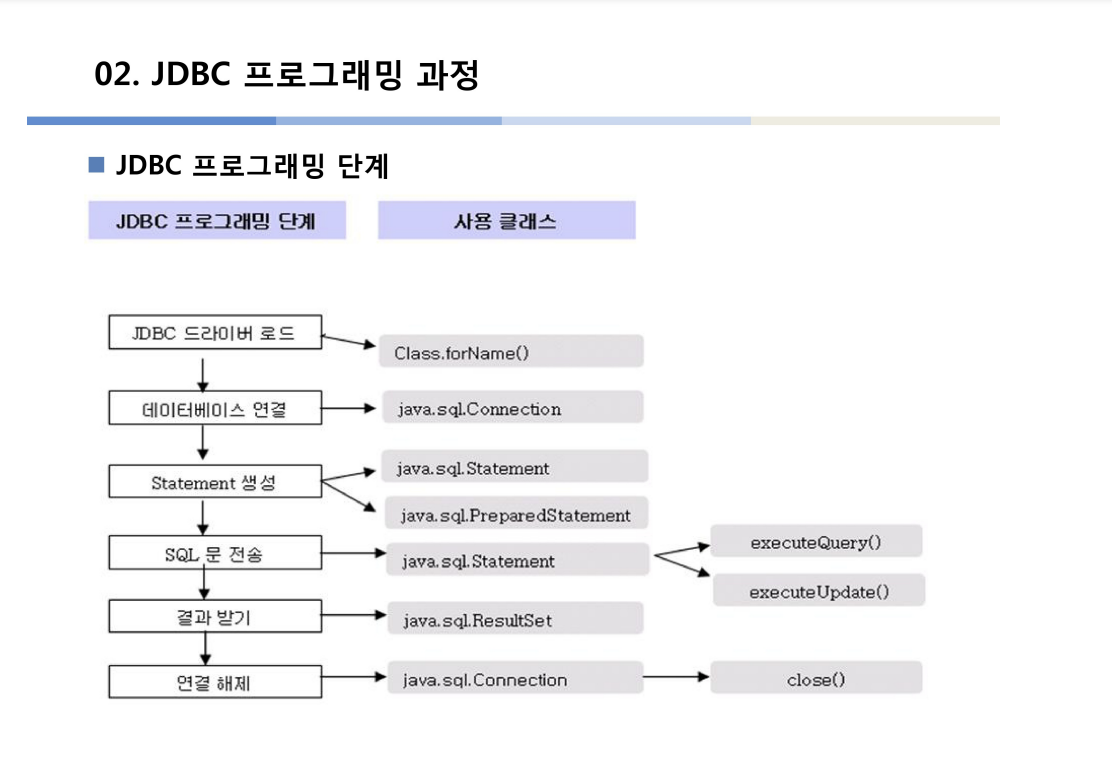 02. JDBC 프로그래밍 과정
JDBC 프로그래밍 단계
JDBC 프로그래밍 단계
사용 클래스
JDBC 드라이버 로드
Class.forName()
데이터베이스 연결
java.sql.Connection
Statement 생성
java.sql.Statement
java.sql.PreparedStatement
SQL 문 전송
java.sql.Statement
executeQuery()
executeUpdate()
결과 받기
java.sql.ResultSet
연결 해제
java.sql.Connection
close()